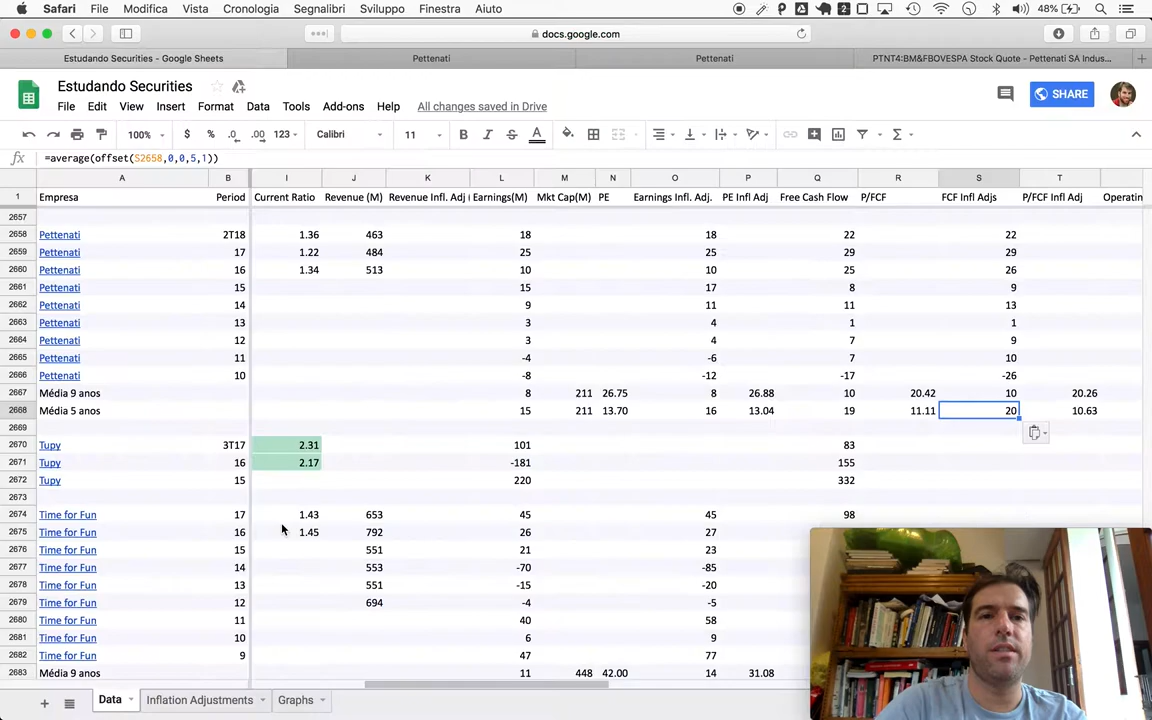 Safari File Modifica Vista Cronologia Segnalibri Sviluppo Finestra Aiuto 2 48%
docs.google.com
Estudando Securities - Google Sheets Pettenati Pettenati PTNT4:BM&FBOVESPA Stock Quote - Pettenati SA Indus...
Estudando Securities
File Edit View Insert Format Data Tools Add-ons Help All changes saved in Drive
SHARE
100% $ % .0 .00 123 Calibri 11 B I S A
fx =average(offset(S2658,0,0,5,1))
A B I J K L M N O P Q R S T
1 Empresa Period Current Ratio Revenue (M) Revenue Infl. Adj ( Earnings(M) Mkt Cap(M) PE Earnings Infl. Adj. PE Infl Adj Free Cash Flow P/FCF FCF Infl Adjs P/FCF Infl Adj Operatin
2657
2658 Pettenati 2T18 1.36 463 18 18 22 22
2659 Pettenati 17 1.22 484 25 25 29 29
2660 Pettenati 16 1.34 513 10 10 25 26
2661 Pettenati 15 15 17 8 9
2662 Pettenati 14 9 11 11 13
2663 Pettenati 13 3 4 1 1
2664 Pettenati 12 3 4 7 9
2665 Pettenati 11 -4 -6 7 10
2666 Pettenati 10 -8 -12 -17 -26
2667 Média 9 anos 8 211 26.75 8 26.88 10 20.42 10 20.26
2668 Média 5 anos 15 211 13.70 16 13.04 19 11.11 20 10.63
2669
2670 Tupy 3T17 2.31 101 83
2671 Tupy 16 2.17 -181 155
2672 Tupy 15 220 332
2673
2674 Time for Fun 17 1.43 653 45 45 98
2675 Time for Fun 16 1.45 792 26 27
2676 Time for Fun 15 551 21 23
2677 Time for Fun 14 553 -70 -85
2678 Time for Fun 13 551 -15 -20
2679 Time for Fun 12 694 -4 -5
2680 Time for Fun 11 40 58
2681 Time for Fun 10 6 9
2682 Time for Fun 9 47 77
2683 Média 9 anos 11 448 42.00 14 31.08
Data Inflation Adjustments Graphs